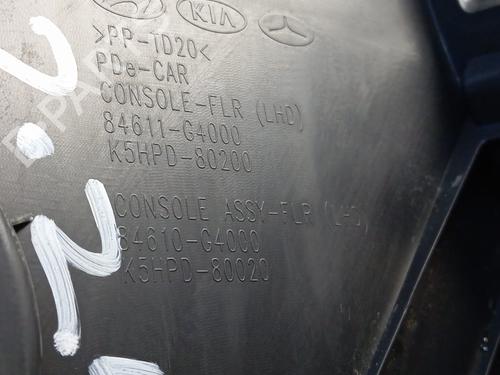 KIA
>PP-TD20<
PDe-CAR
CONSOLE-FLR (LHD)
84611-G4000
K5HPD-80200
CONSOLE ASSY-FLR (LHD)
84610-G4000
K5HPD-80020